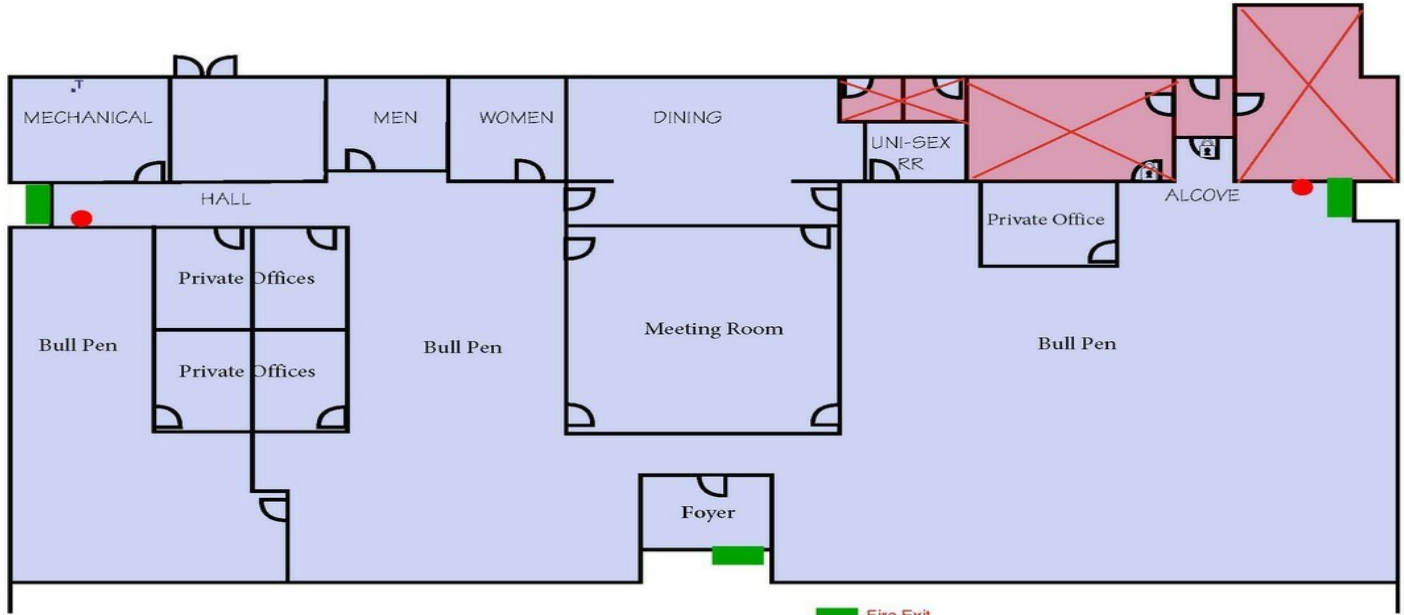 T
MECHANICAL
MEN
WOMEN
DINING
UNI-SEX
RR
HALL
ALCOVE
Private Office
Private Offices
Bull Pen
Bull Pen
Meeting Room
Bull Pen
Private Offices
Foyer
Fire Exit